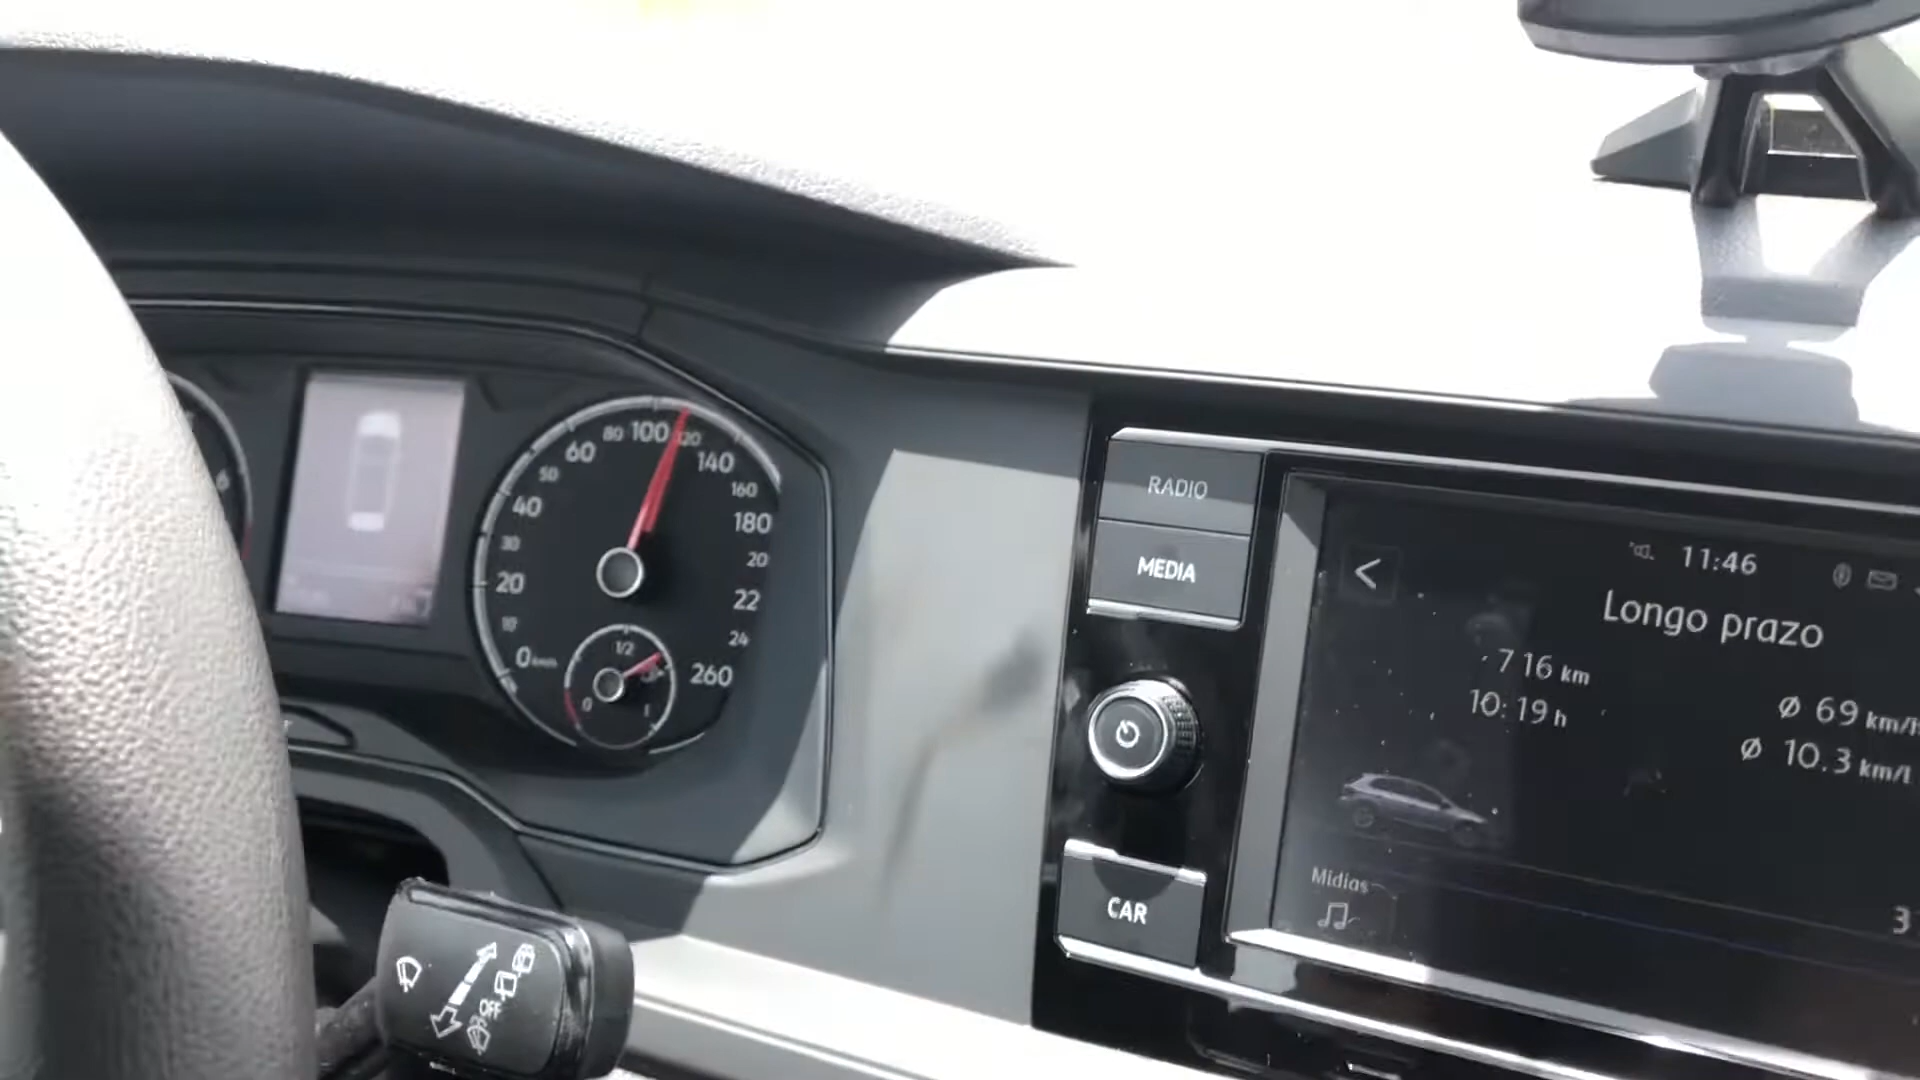 6
80 100 120
60 140
50 160
40 180
30 20
20 22
10 24
0 km/h 260
1/2
0 1
RADIO
MEDIA
CAR
11:46
<
Longo prazo
716 km
10:19 h
Ø 69 km/h
Ø 10.3 km/l
Mídias
3
OFF